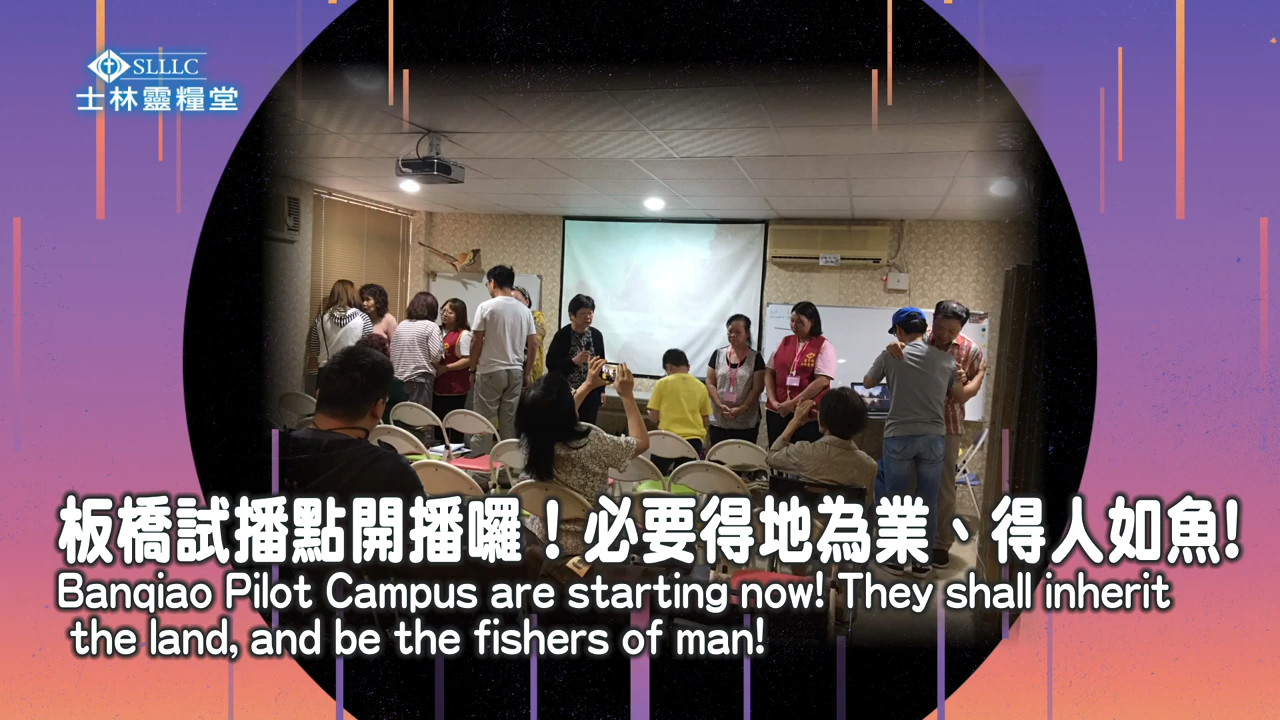 SLLLC
士林靈糧堂
板橋試播點開播囉！必要得地為業、得人如魚!
Banqiao Pilot Campus are starting now! They shall inherit
the land, and be the fishers of man!